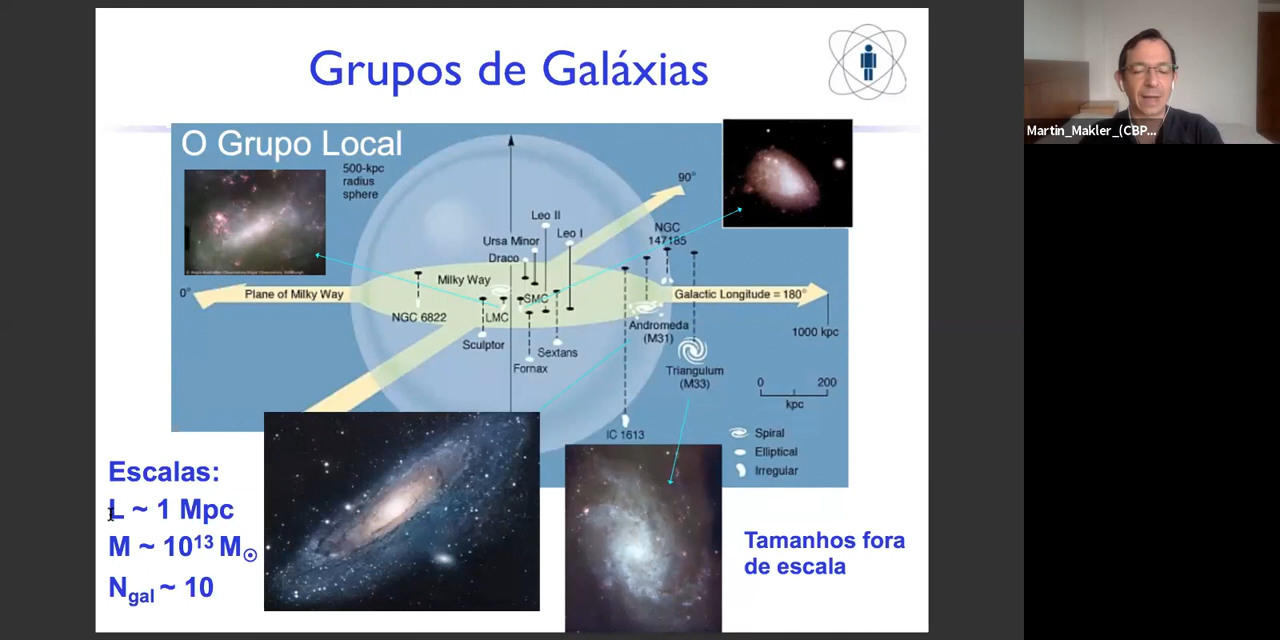 Grupos de Galáxias
O Grupo Local
500-kpc
radius
sphere
90°
Leo II
Leo I
NGC
147185
Ursa Minor
Draco
Milky Way
0°
Plane of Milky Way
SMC
Galactic Longitude = 180°
NGC 6822
LMC
Andromeda
(M31)
1000 kpc
Sculptor
Sextans
Fornax
Triangulum
(M33)
0 200
kpc
IC 1613
Spiral
Elliptical
Irregular
Escalas:
L ~ 1 Mpc
M ~ 10¹³ M☉
Ngal ~ 10
Tamanhos fora
de escala
Martin_Makler_(CBP...